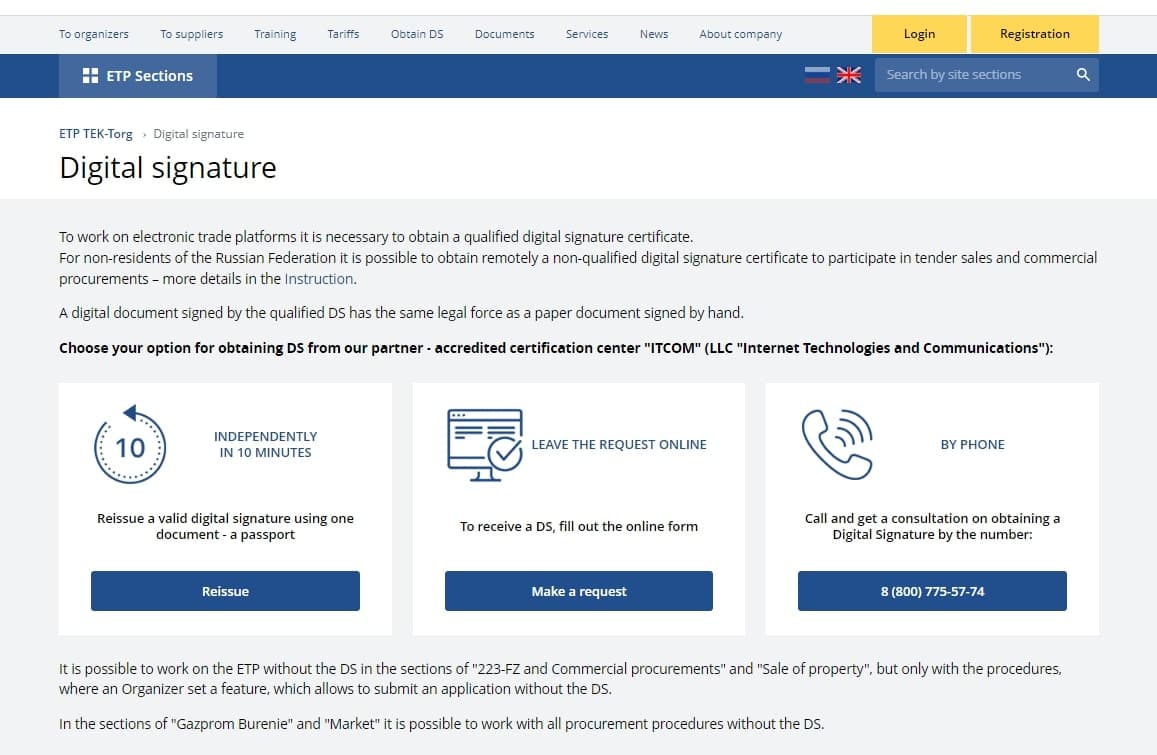 To organizers To suppliers Training Tariffs Obtain DS Documents Services News About company Login Registration
ETP Sections Search by site sections
ETP TEK-Torg › Digital signature
Digital signature
To work on electronic trade platforms it is necessary to obtain a qualified digital signature certificate.
For non-residents of the Russian Federation it is possible to obtain remotely a non-qualified digital signature certificate to participate in tender sales and commercial
procurements – more details in the Instruction.
A digital document signed by the qualified DS has the same legal force as a paper document signed by hand.
Choose your option for obtaining DS from our partner - accredited certification center "ITCOM" (LLC "Internet Technologies and Communications"):
10
INDEPENDENTLY
IN 10 MINUTES
Reissue a valid digital signature using one
document - a passport
Reissue
LEAVE THE REQUEST ONLINE
To receive a DS, fill out the online form
Make a request
BY PHONE
Call and get a consultation on obtaining a
Digital Signature by the number:
8 (800) 775-57-74
It is possible to work on the ETP without the DS in the sections of "223-FZ and Commercial procurements" and "Sale of property", but only with the procedures,
where an Organizer set a feature, which allows to submit an application without the DS.
In the sections of "Gazprom Burenie" and "Market" it is possible to work with all procurement procedures without the DS.